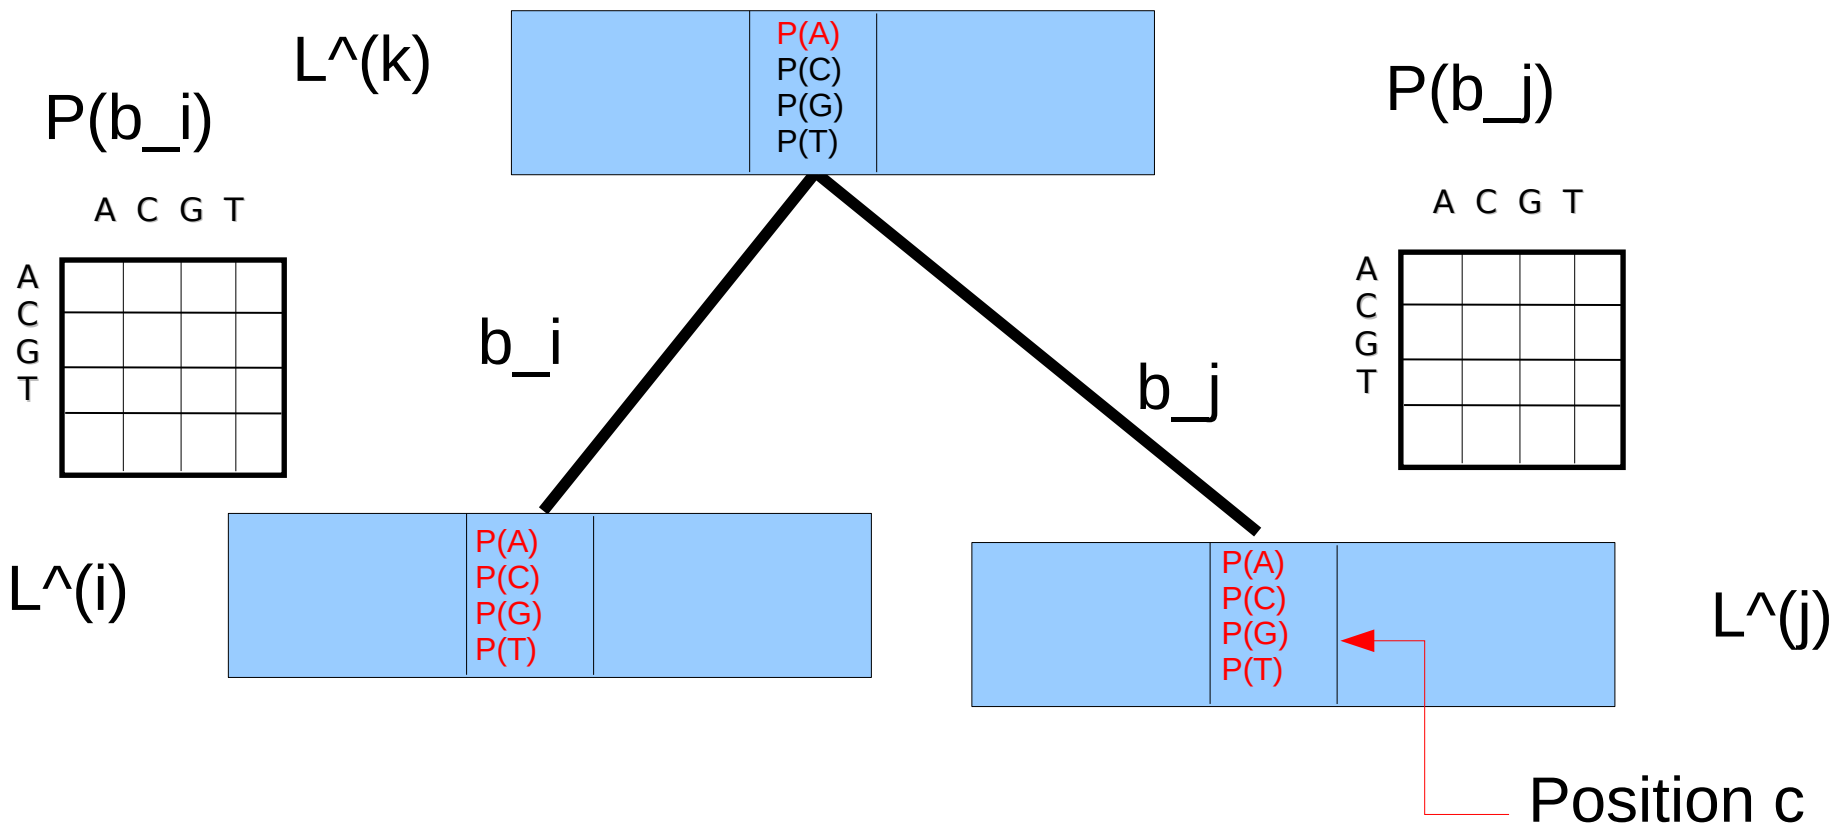 L^(k)
P(A)
P(C)
P(G)
P(T)
P(b_i)
A C G T
A
C
G
T
P(b_j)
A C G T
A
C
G
T
b_i
b_j
L^(i)
P(A)
P(C)
P(G)
P(T)
P(A)
P(C)
P(G)
P(T)
L^(j)
Position c